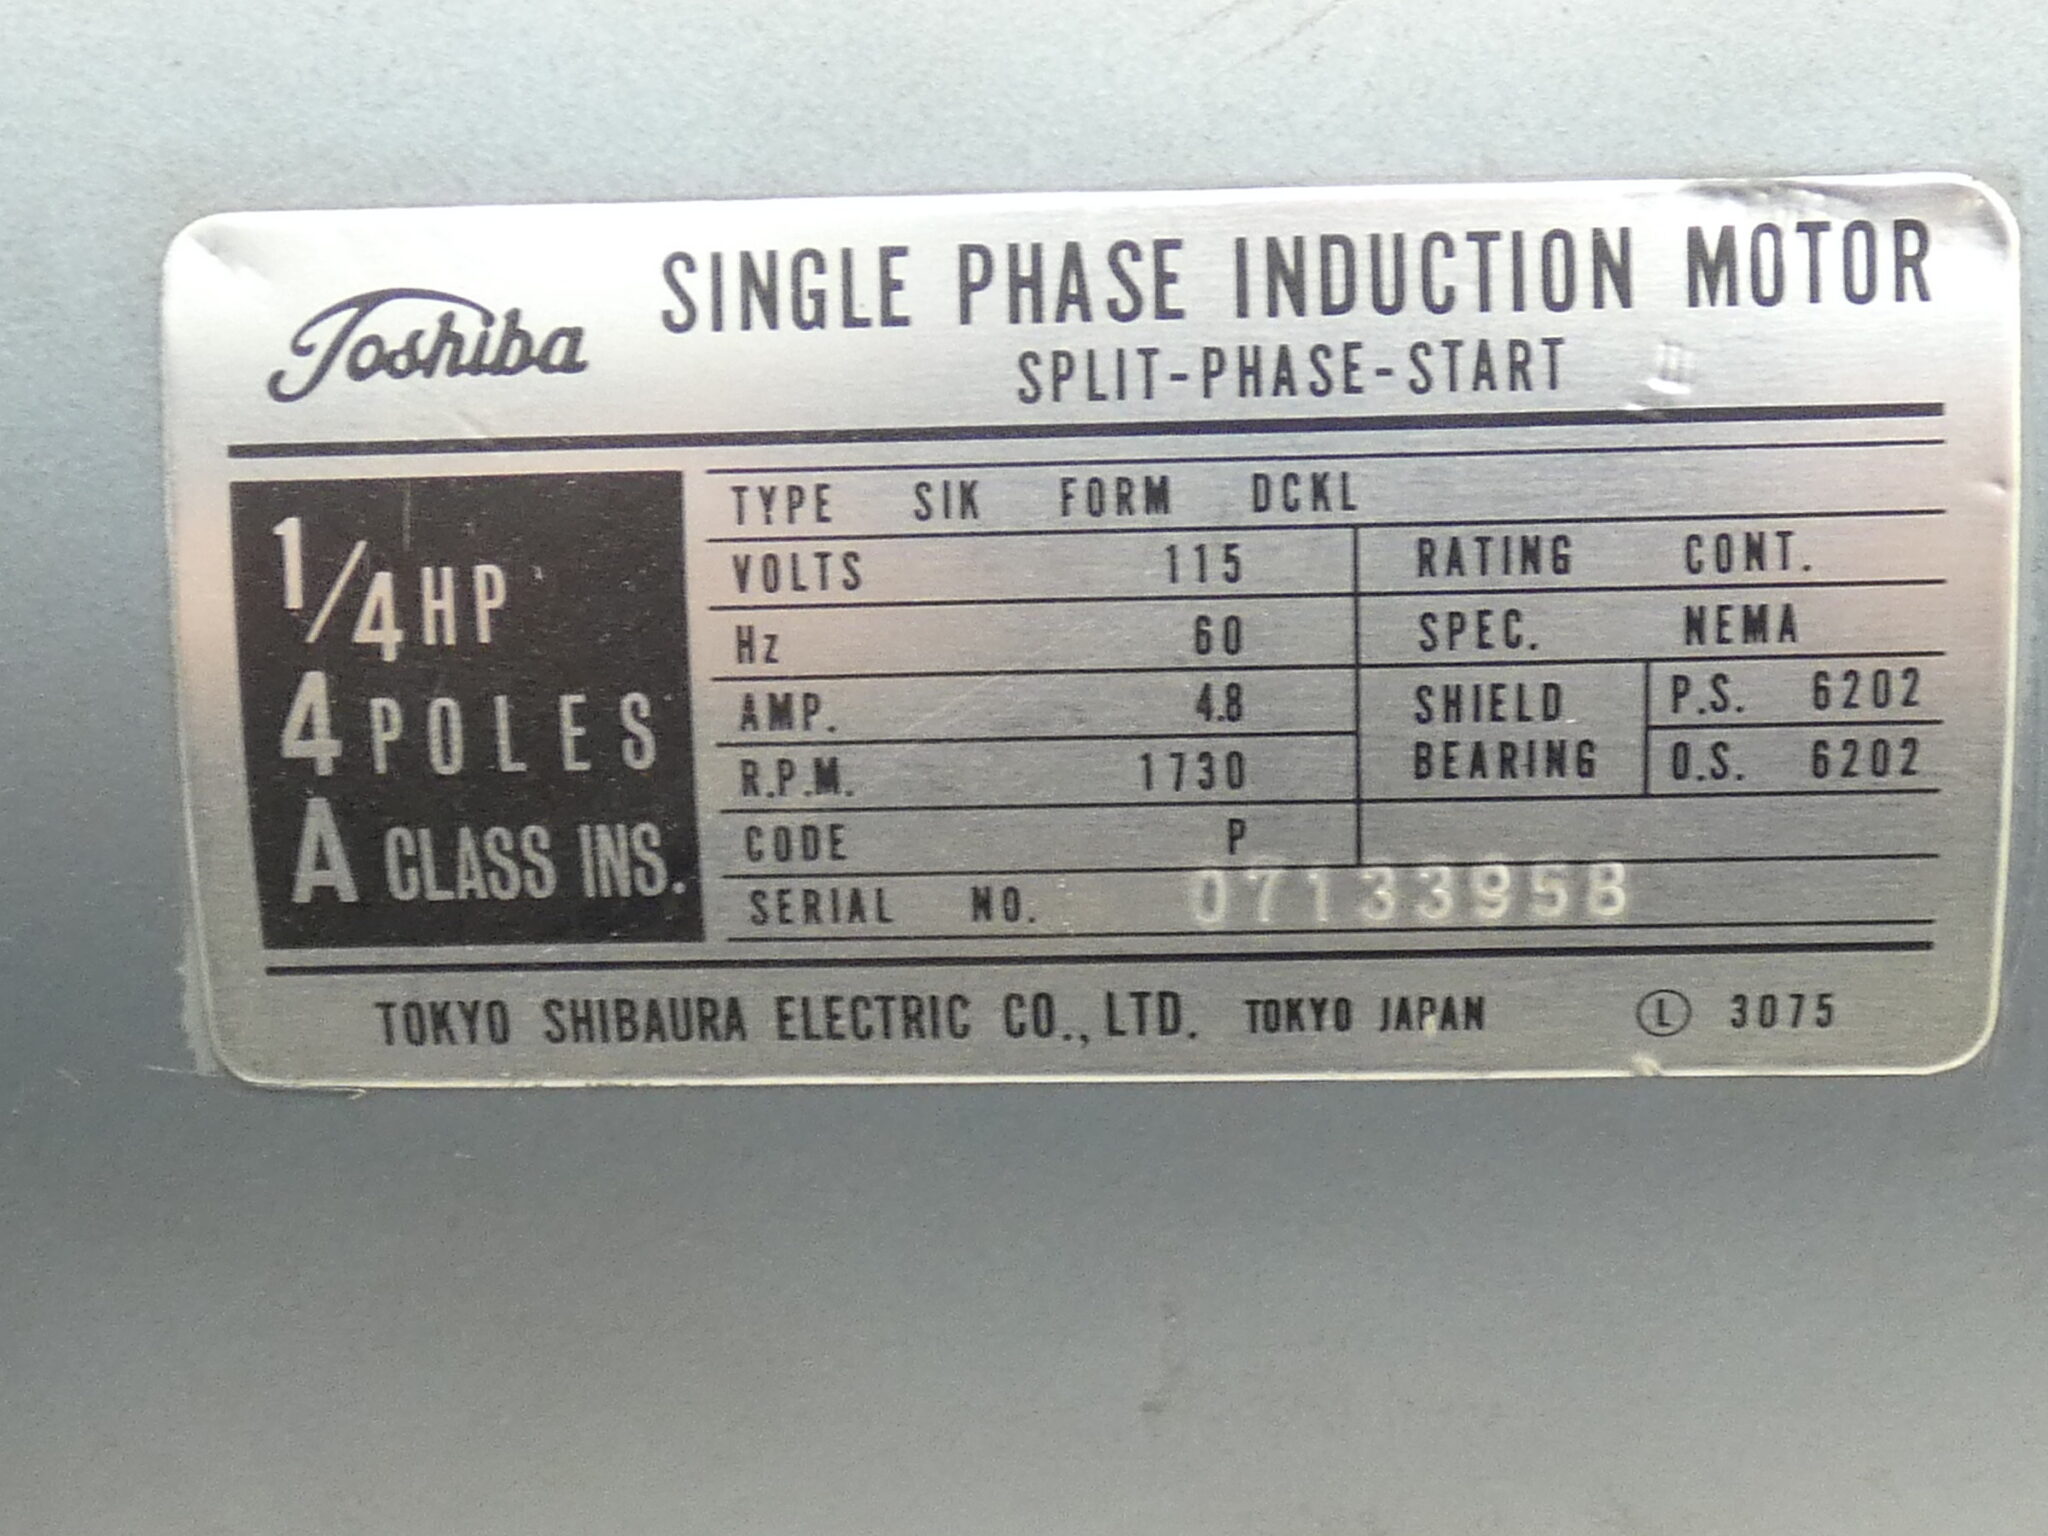 Toshiba SINGLE PHASE INDUCTION MOTOR
SPLIT-PHASE-START
1/4 HP
4 POLES
A CLASS INS.
TYPE SIK FORM DCKL
VOLTS 115 RATING CONT.
Hz 60 SPEC. NEMA
AMP. 4.8 SHIELD P.S. 6202
R.P.M. 1730 BEARING O.S. 6202
CODE P
SERIAL NO. 07133958
TOKYO SHIBAURA ELECTRIC CO., LTD. TOKYO JAPAN Ⓛ 3075